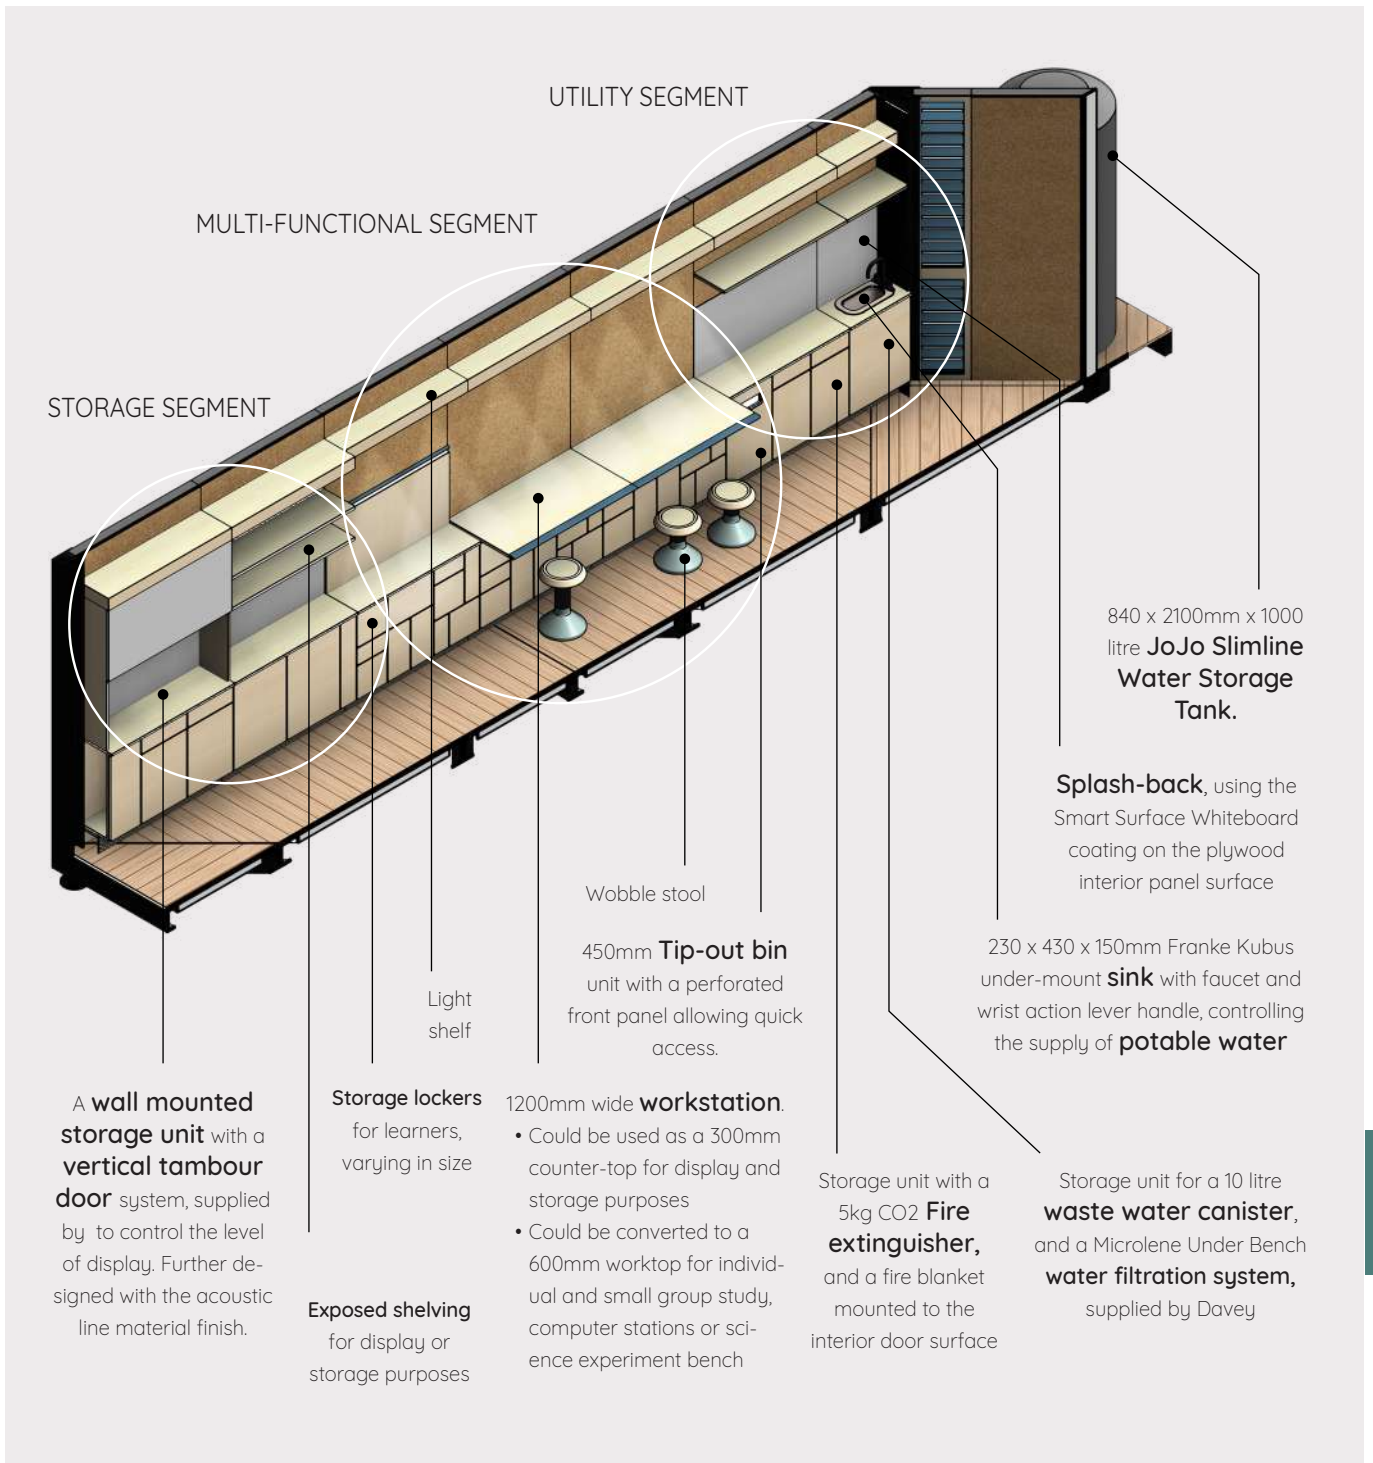 UTILITY SEGMENT
MULTI-FUNCTIONAL SEGMENT
STORAGE SEGMENT
840 x 2100mm x 1000
litre JoJo Slimline
Water Storage
Tank.
Splash-back, using the
Smart Surface Whiteboard
coating on the plywood
interior panel surface
Wobble stool
450mm Tip-out bin
unit with a perforated
front panel allowing quick
access.
230 x 430 x 150mm Franke Kubus
under-mount sink with faucet and
wrist action lever handle, controlling
the supply of potable water
Light
shelf
A wall mounted
storage unit with a
vertical tambour
door system, supplied
by  to control the level
of display. Further de-
signed with the acoustic
line material finish.
Storage lockers
for learners,
varying in size
Exposed shelving
for display or
storage purposes
1200mm wide workstation.
• Could be used as a 300mm
counter-top for display and
storage purposes
• Could be converted to a
600mm worktop for individ-
ual and small group study,
computer stations or sci-
ence experiment bench
Storage unit with a
5kg CO2 Fire
extinguisher,
and a fire blanket
mounted to the
interior door surface
Storage unit for a 10 litre
waste water canister,
and a Microlene Under Bench
water filtration system,
supplied by Davey